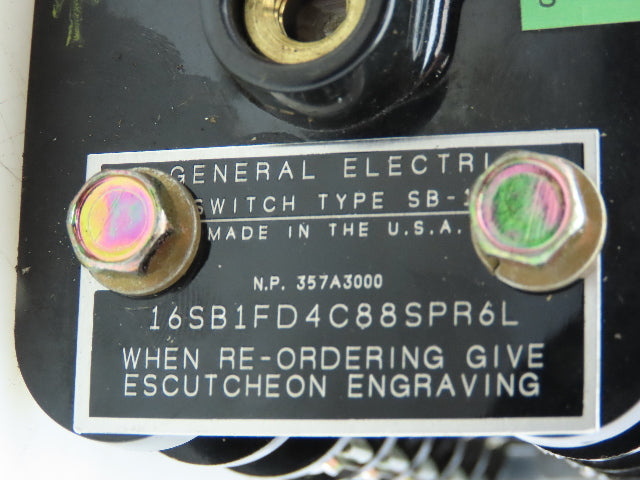 GENERAL ELECTRI
SWITCH TYPE SB-
MADE IN THE U.S.A.
N.P. 357A3000
16SB1FD4C88SPR6L
WHEN RE-ORDERING GIVE
ESCUTCHEON ENGRAVING